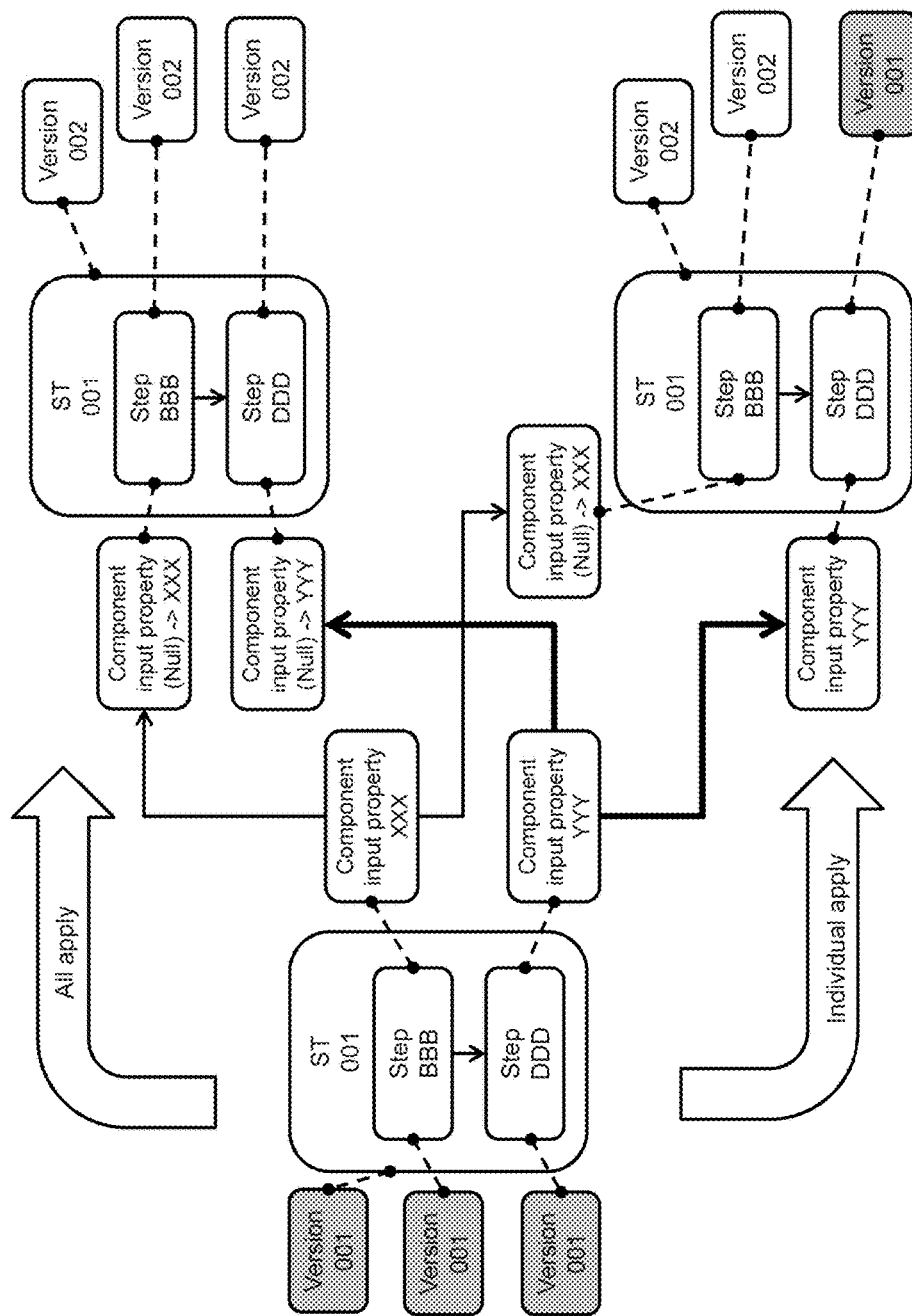 All apply
Individual apply
Version
001
Version
001
Version
001
ST
001
Step
BBB
Step
DDD
Component
input property
XXX
Component
input property
YYY
Component
input property
(Null) -> XXX
Component
input property
(Null) -> YYY
ST
001
Step
BBB
Step
DDD
Version
002
Version
002
Version
002
Component
input property
(Null) -> XXX
Component
input property
YYY
ST
001
Step
BBB
Step
DDD
Version
002
Version
002
Version
001